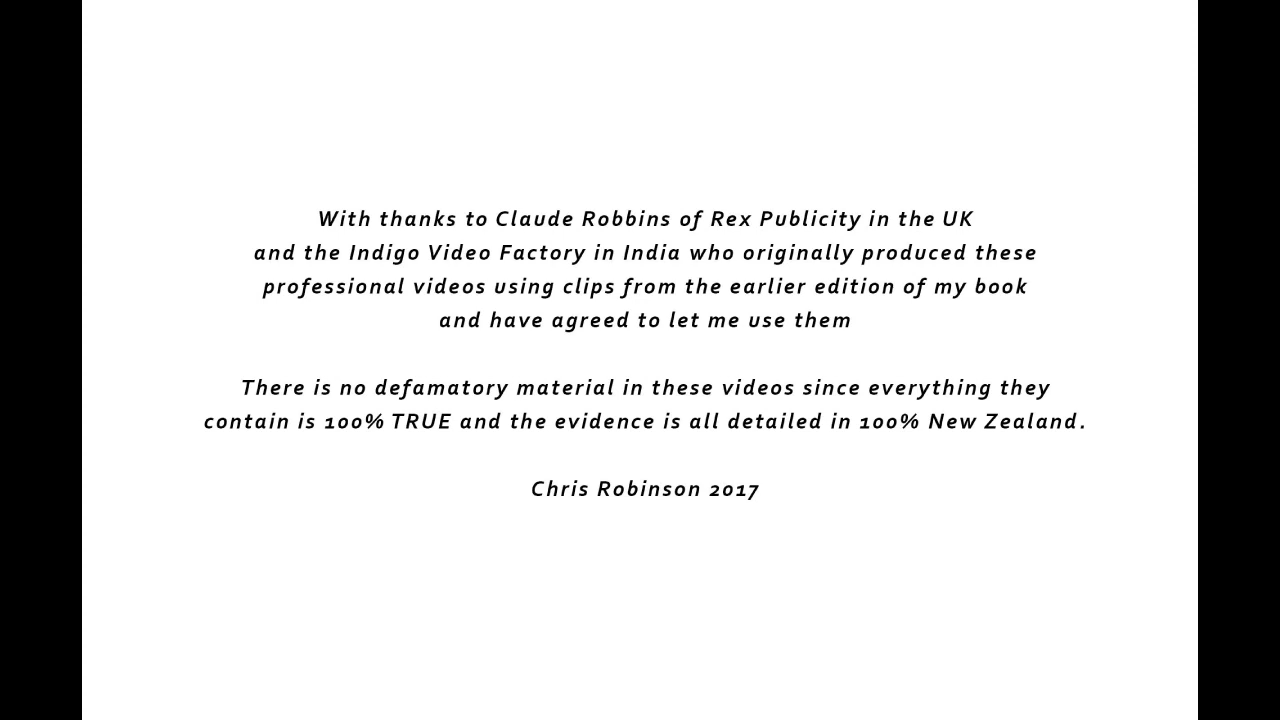 With thanks to Claude Robbins of Rex Publicity in the UK
and the Indigo Video Factory in India who originally produced these
professional videos using clips from the earlier edition of my book
and have agreed to let me use them
There is no defamatory material in these videos since everything they
contain is 100% TRUE and the evidence is all detailed in 100% New Zealand.
Chris Robinson 2017